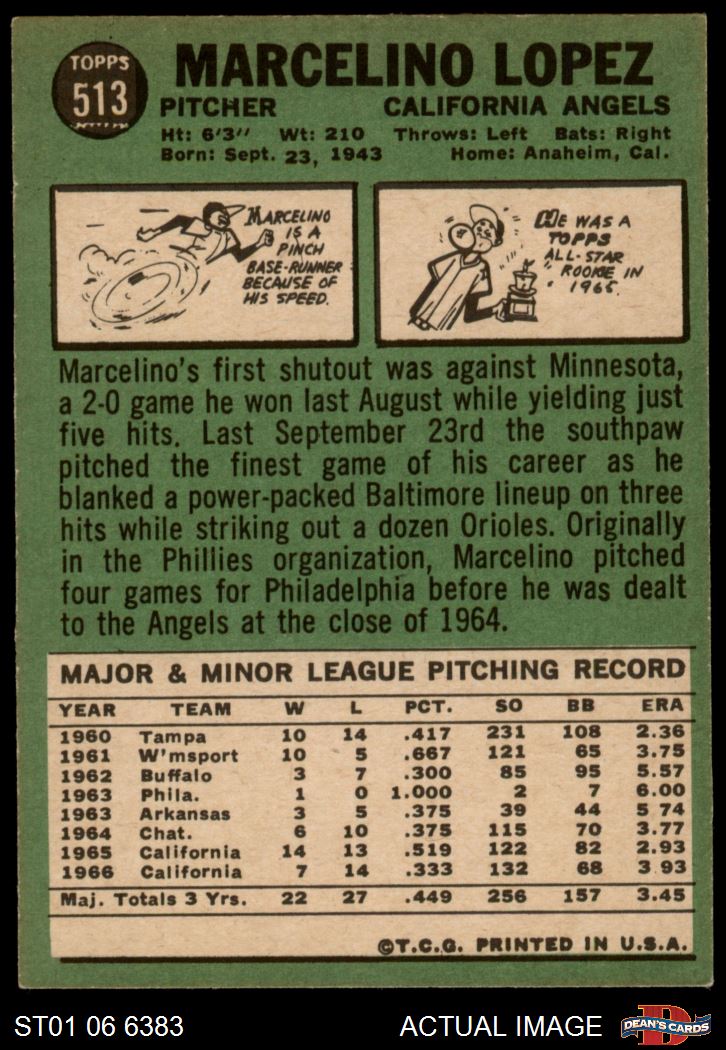 TOPPS
513
MARCELINO LOPEZ
PITCHER CALIFORNIA ANGELS
Ht: 6'3" Wt: 210 Throws: Left Bats: Right
Born: Sept. 23, 1943 Home: Anaheim, Cal.
MARCELINO
IS A
PINCH
BASE-RUNNER
BECAUSE OF
HIS SPEED.
HE WAS A
TOPPS
ALL-STAR
ROOKIE IN
1965.
Marcelino's first shutout was against Minnesota,
a 2-0 game he won last August while yielding just
five hits. Last September 23rd the southpaw
pitched the finest game of his career as he
blanked a power-packed Baltimore lineup on three
hits while striking out a dozen Orioles. Originally
in the Phillies organization, Marcelino pitched
four games for Philadelphia before he was dealt
to the Angels at the close of 1964.
MAJOR & MINOR LEAGUE PITCHING RECORD
YEAR TEAM W L PCT. SO BB ERA
1960 Tampa 10 14 .417 231 108 2.36
1961 W'msport 10 5 .667 121 65 3.75
1962 Buffalo 3 7 .300 85 95 5.57
1963 Phila. 1 0 1.000 2 7 6.00
1963 Arkansas 3 5 .375 39 44 5 74
1964 Chat. 6 10 .375 115 70 3.77
1965 California 14 13 .519 122 82 2.93
1966 California 7 14 .333 132 68 3 93
Maj. Totals 3 Yrs. 22 27 .449 256 157 3.45
©T.C.G. PRINTED IN U.S.A.
ST01 06 6383 ACTUAL IMAGE DEAN'S CARDS